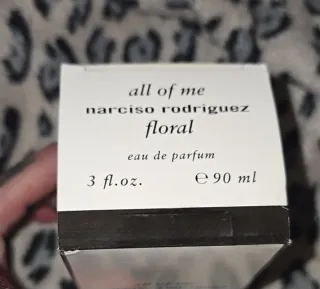 all of me
narciso rodriguez
floral
eau de parfum
3 fl.oz. ℮ 90 ml